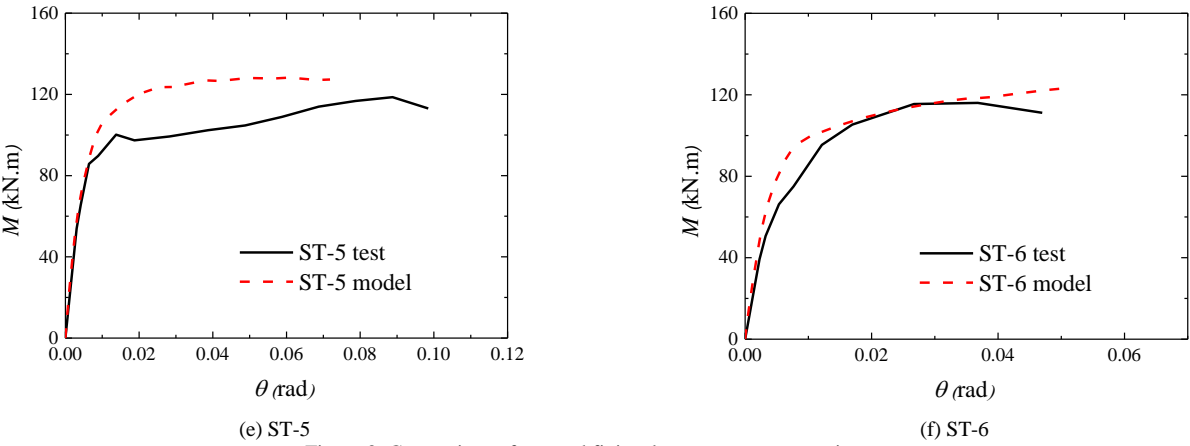 160
120
80
40
0
M (kN.m)
ST-5 test
ST-5 model
0.00 0.02 0.04 0.06 0.08 0.10 0.12
θ (rad)
(e) ST-5
160
120
80
40
0
M (kN.m)
ST-6 test
ST-6 model
0.00 0.02 0.04 0.06
θ (rad)
(f) ST-6